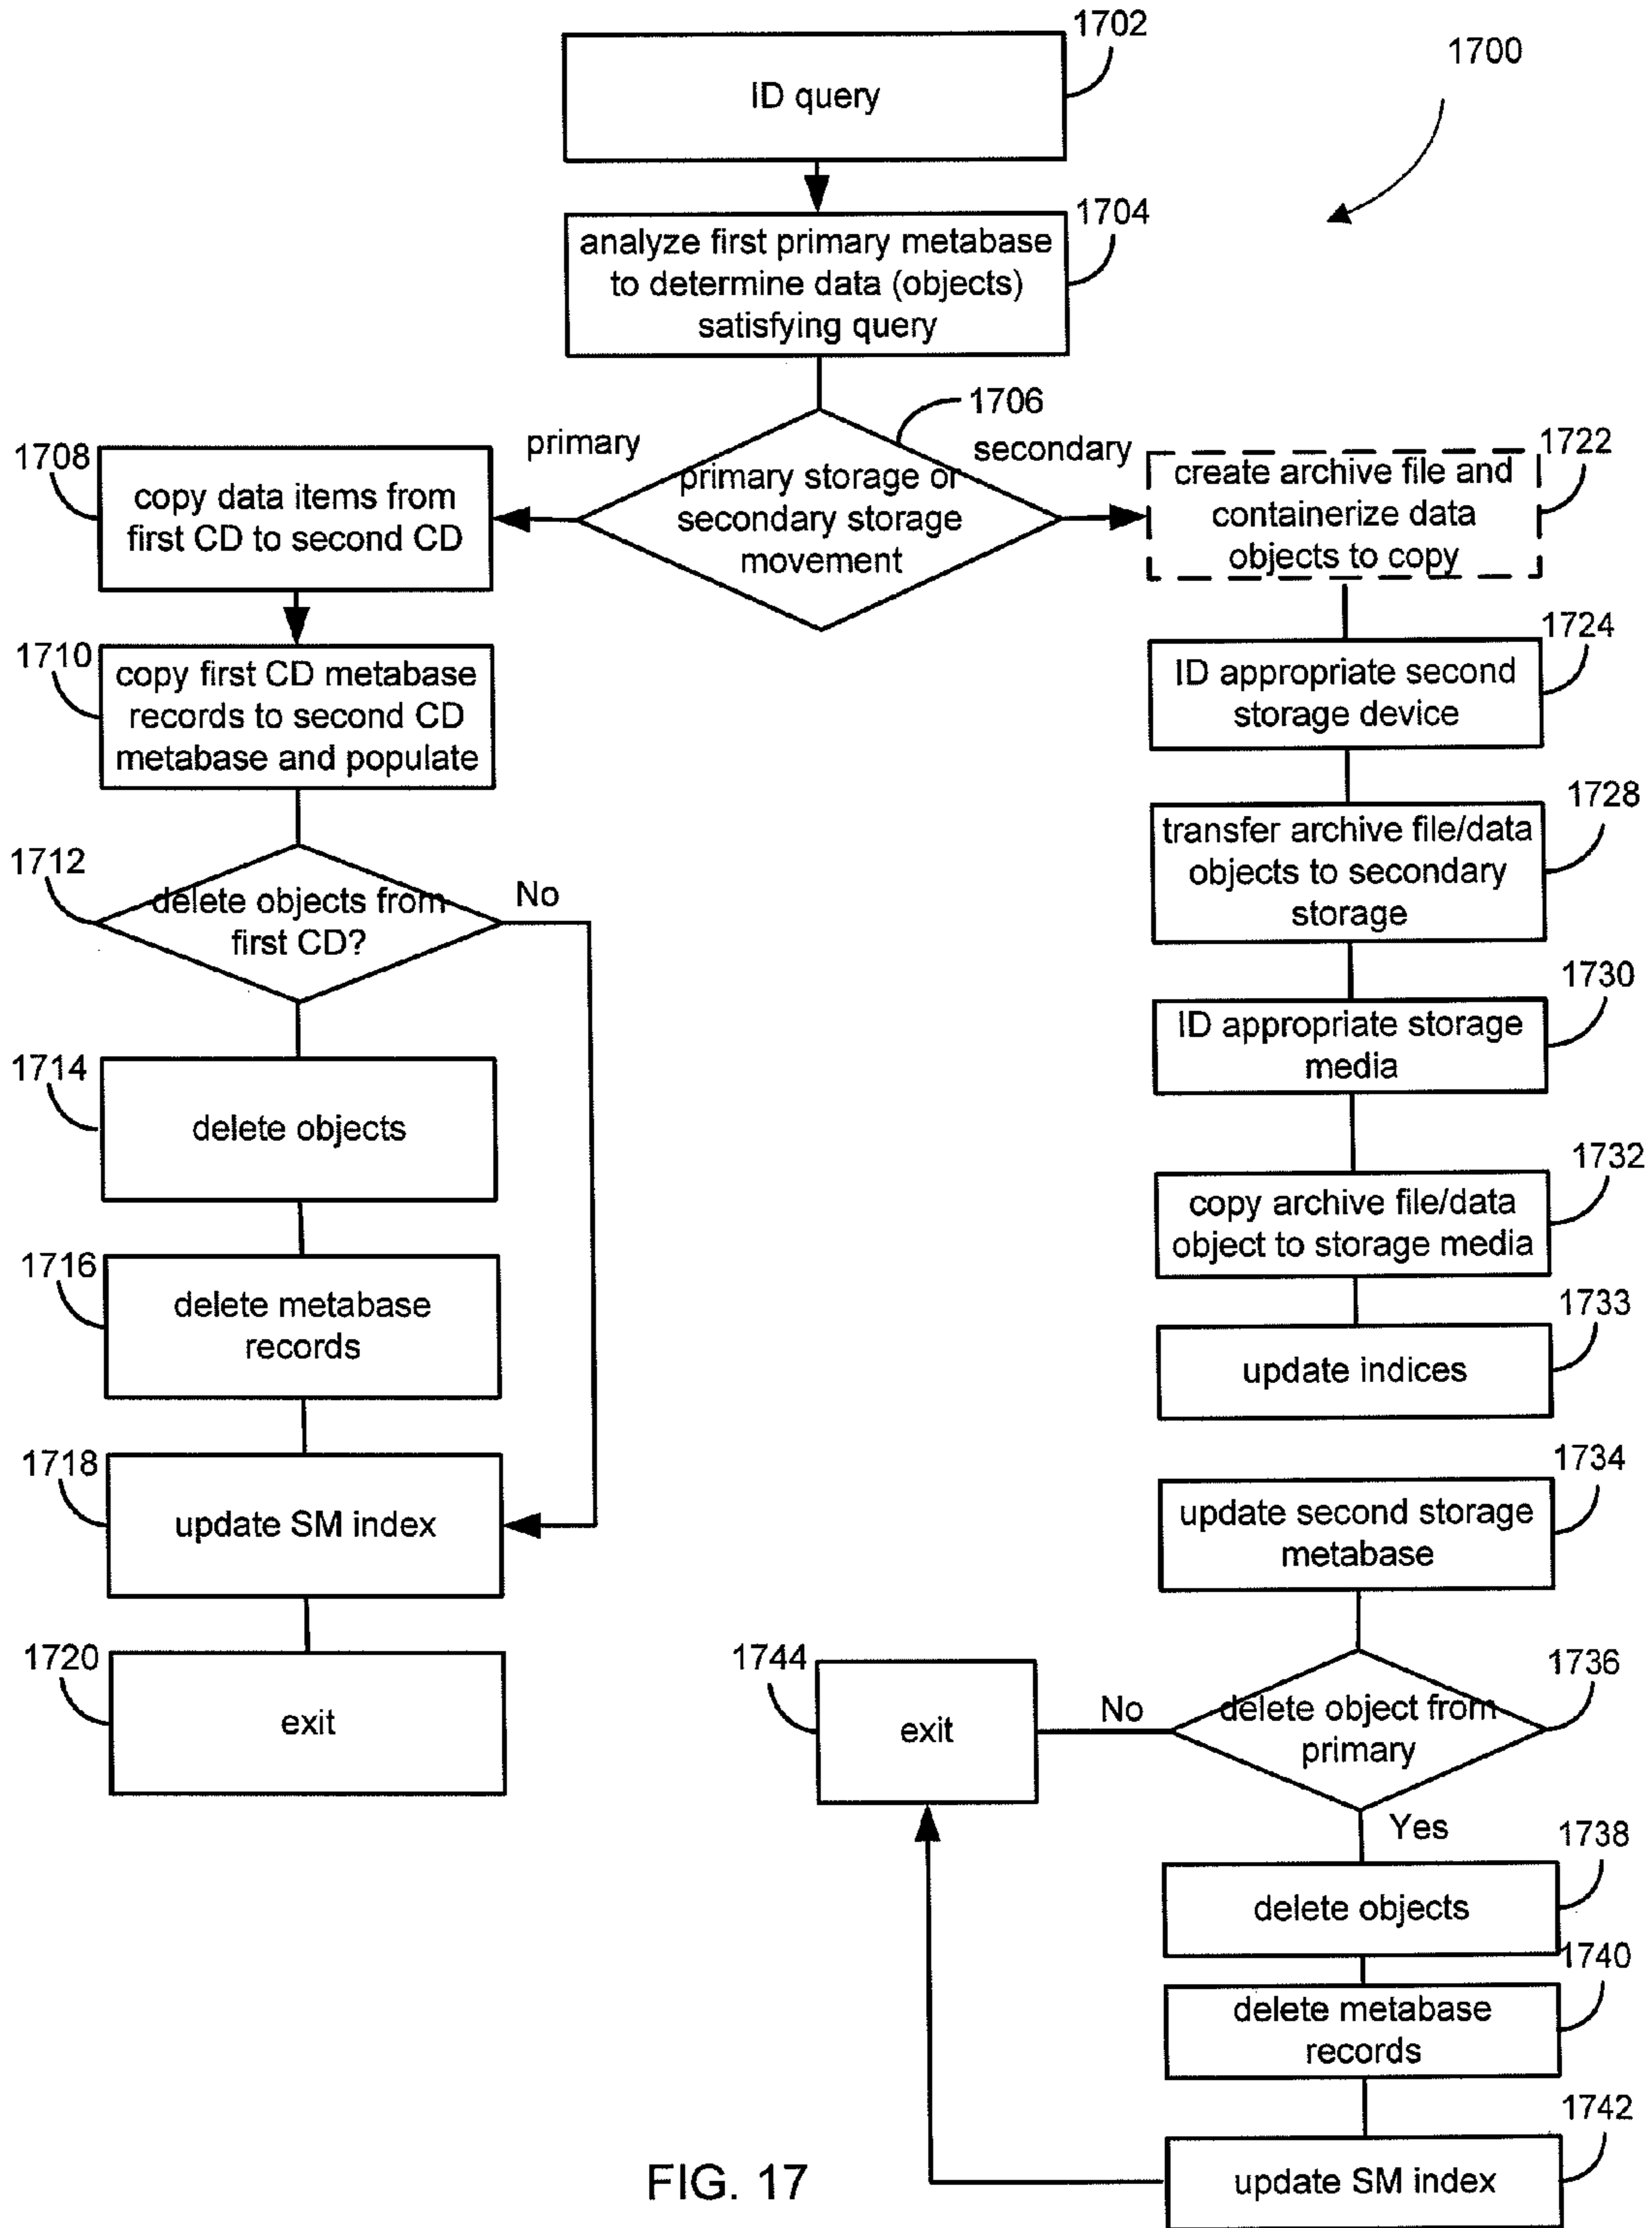 1702
1700
ID query
1704
analyze first primary metabase
to determine data (objects)
satisfying query
1706
primary
secondary
primary storage or
secondary storage
movement
1708
copy data items from
first CD to second CD
1722
create archive file and
containerize data
objects to copy
1710
copy first CD metabase
records to second CD
metabase and populate
1724
ID appropriate second
storage device
1728
transfer archive file/data
objects to secondary
storage
1712
delete objects from
first CD?
No
1730
ID appropriate storage
media
1714
delete objects
1732
copy archive file/data
object to storage media
1716
delete metabase
records
1733
update indices
1718
update SM index
1734
update second storage
metabase
1720
exit
1736
delete object from
primary
No
1744
exit
Yes
1738
delete objects
1740
delete metabase
records
1742
update SM index
FIG. 17